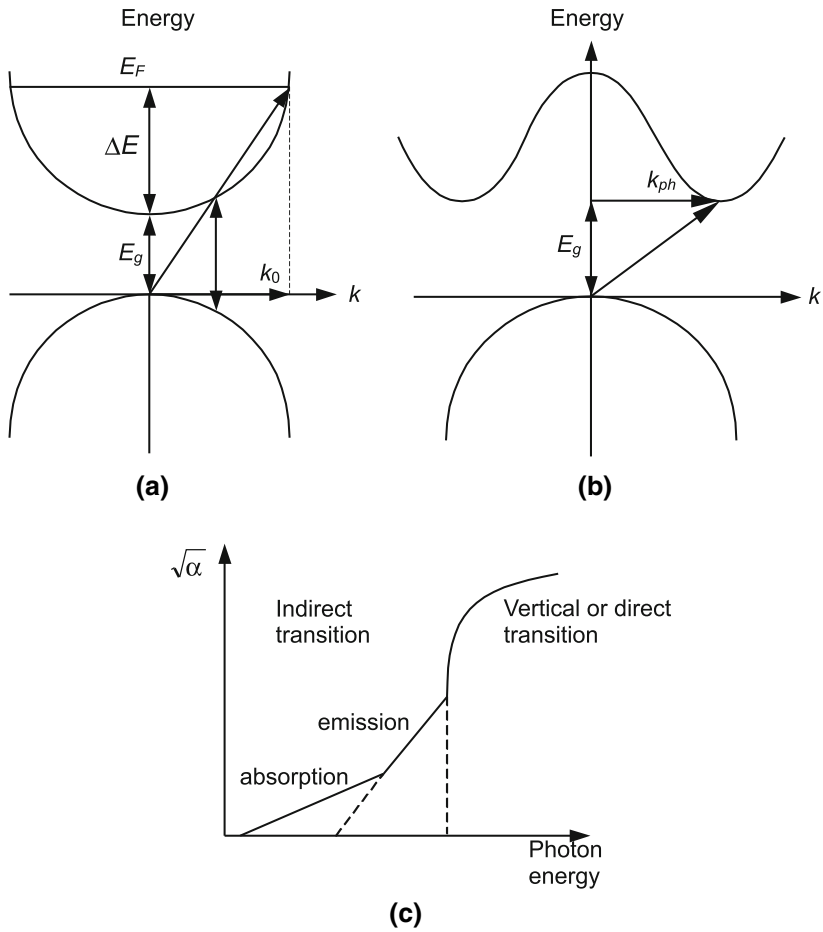 Energy
E_F
ΔE
E_g
k_0
k
(a)
Energy
k_ph
E_g
k
(b)
√α
Indirect
transition
Vertical or direct
transition
emission
absorption
Photon
energy
(c)